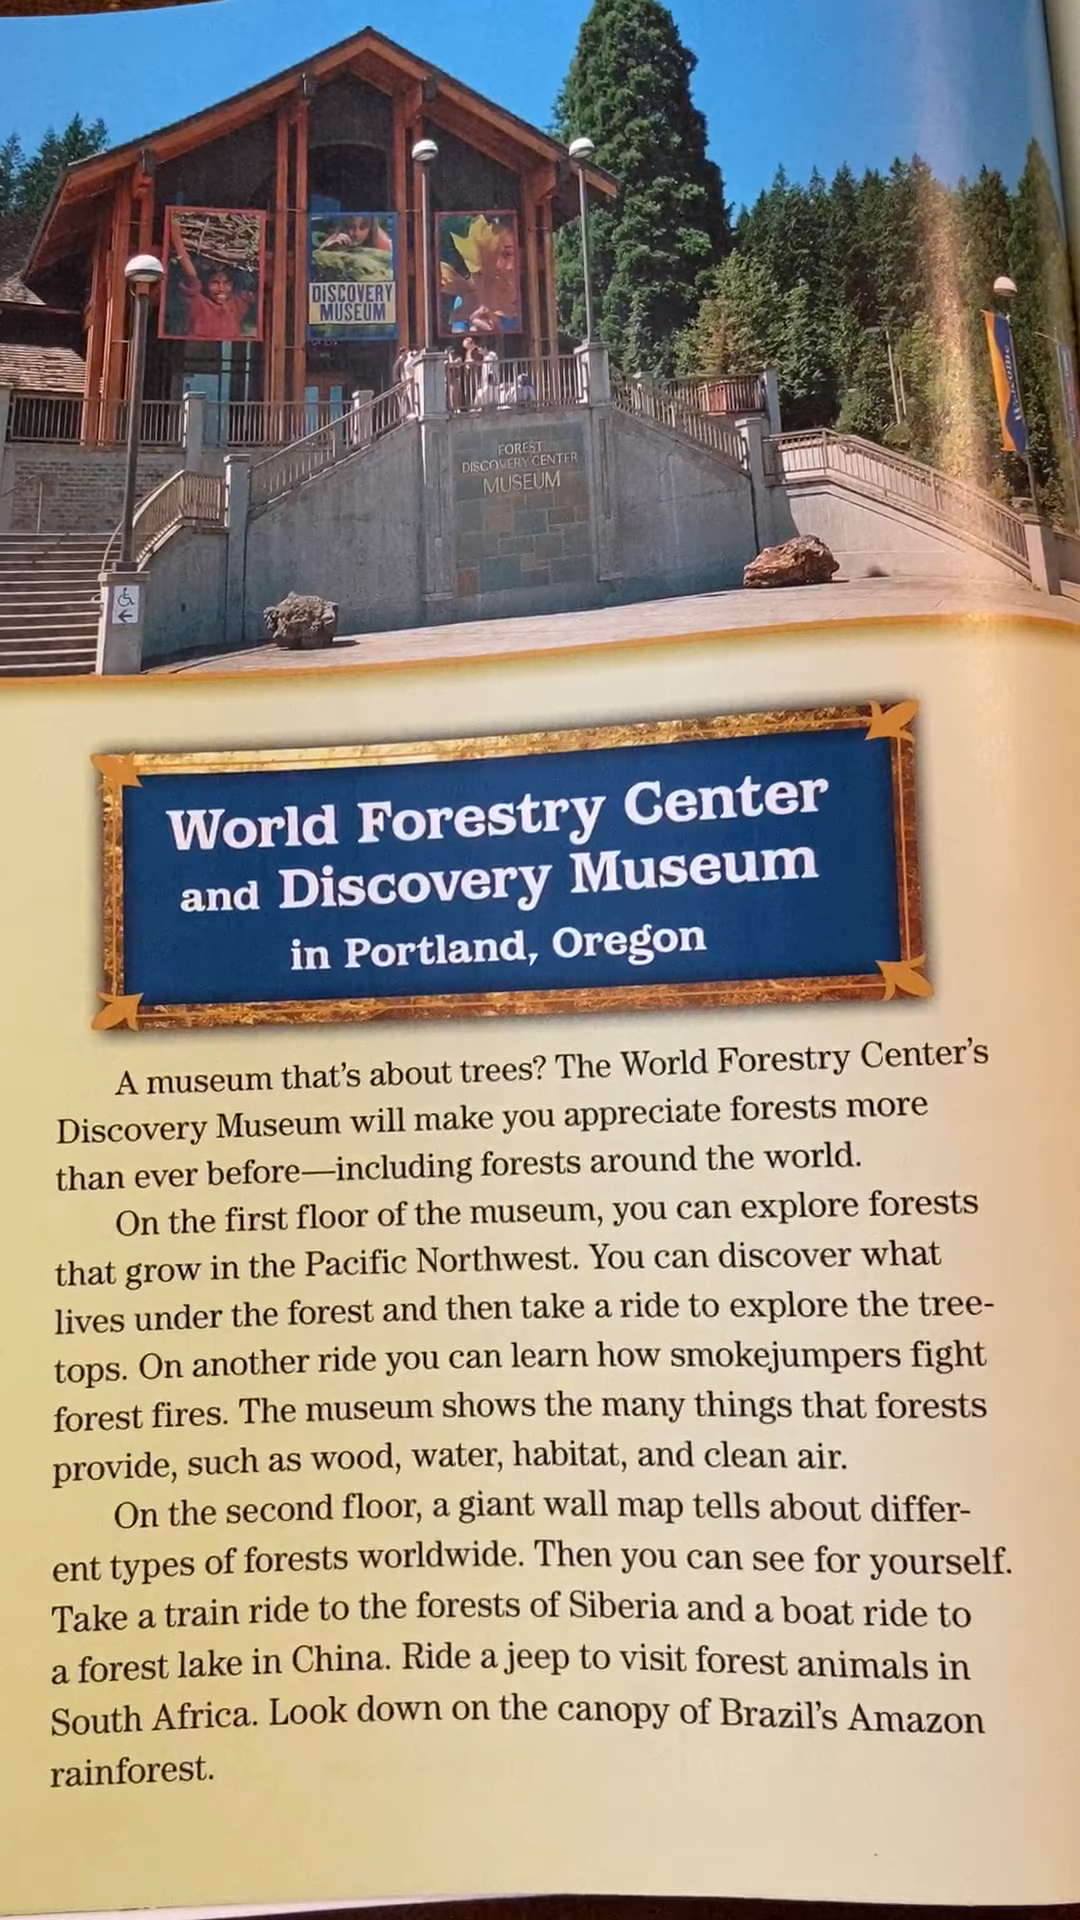 DISCOVERY
MUSEUM
FOREST
DISCOVERY CENTER
MUSEUM
Welcome
World Forestry Center
and Discovery Museum
in Portland, Oregon
A museum that's about trees? The World Forestry Center's
Discovery Museum will make you appreciate forests more
than ever before—including forests around the world.
On the first floor of the museum, you can explore forests
that grow in the Pacific Northwest. You can discover what
lives under the forest and then take a ride to explore the tree-
tops. On another ride you can learn how smokejumpers fight
forest fires. The museum shows the many things that forests
provide, such as wood, water, habitat, and clean air.
On the second floor, a giant wall map tells about differ-
ent types of forests worldwide. Then you can see for yourself.
Take a train ride to the forests of Siberia and a boat ride to
a forest lake in China. Ride a jeep to visit forest animals in
South Africa. Look down on the canopy of Brazil's Amazon
rainforest.